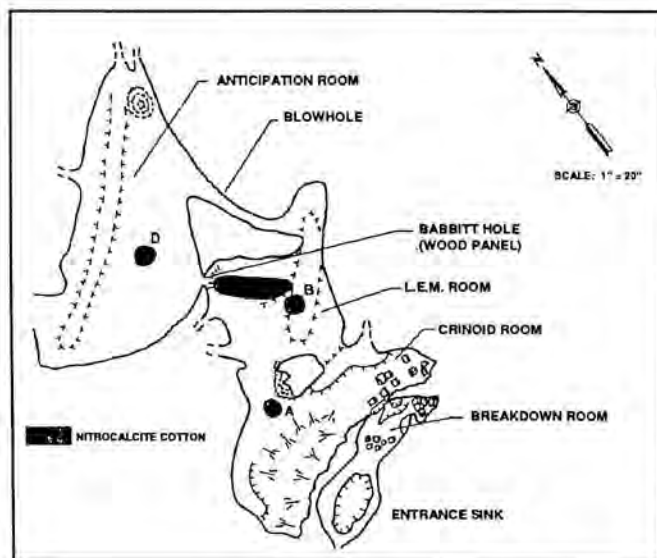 ANTICIPATION ROOM
BLOWHOLE
N
SCALE: 1" = 20"
D
BABBITT HOLE
(WOOD PANEL)
B
L.E.M. ROOM
CRINOID ROOM
A
BREAKDOWN ROOM
NITROCALCITE COTTON
ENTRANCE SINK